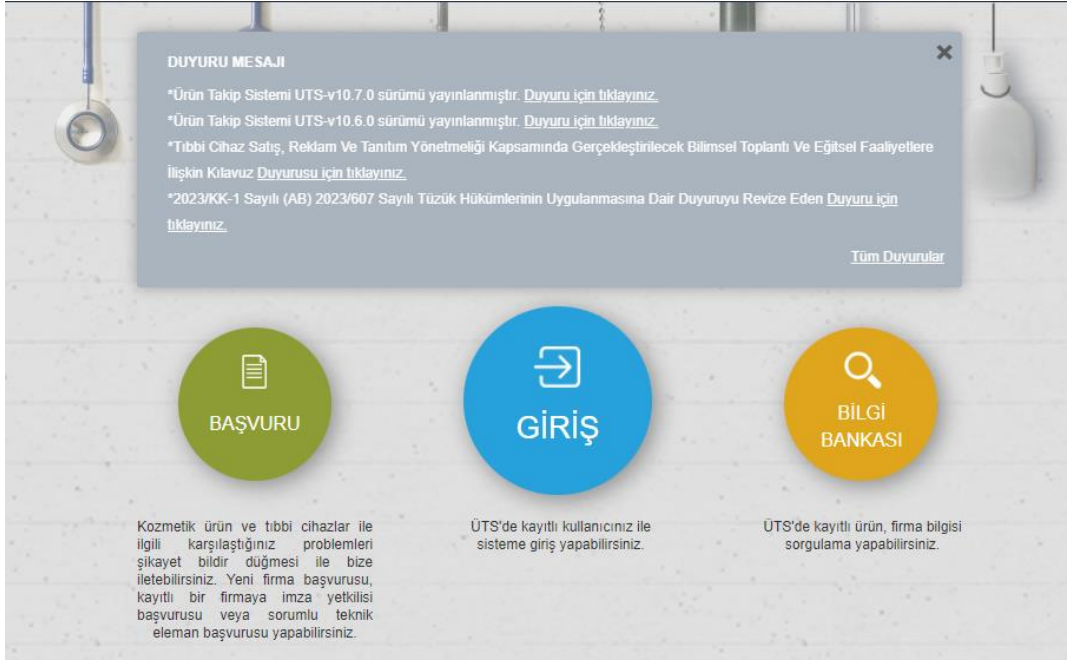 DUYURU MESAJI
*Ürün Takip Sistemi UTS-v10.7.0 sürümü yayınlanmıştır. Duyuru için tıklayınız.
*Ürün Takip Sistemi UTS-v10.6.0 sürümü yayınlanmıştır. Duyuru için tıklayınız.
*Tıbbi Cihaz Satış, Reklam Ve Tanıtım Yönetmeliği Kapsamında Gerçekleştirilecek Bilimsel Toplantı Ve Eğitsel Faaliyetlere
İlişkin Kılavuz Duyurusu için tıklayınız.
*2023/KK-1 Sayılı (AB) 2023/607 Sayılı Tüzük Hükümlerinin Uygulanmasına Dair Duyuruyu Revize Eden Duyuru için
tıklayınız.
Tüm Duyurular
BAŞVURU
Kozmetik ürün ve tıbbi cihazlar ile
ilgili karşılaştığınız problemleri
şikayet bildir düğmesi ile bize
iletebilirsiniz. Yeni firma başvurusu,
kayıtlı bir firmaya imza yetkilisi
başvurusu veya sorumlu teknik
eleman başvurusu yapabilirsiniz.
GİRİŞ
ÜTS'de kayıtlı kullanıcınız ile
sisteme giriş yapabilirsiniz.
BİLGİ
BANKASI
ÜTS'de kayıtlı ürün, firma bilgisi
sorgulama yapabilirsiniz.